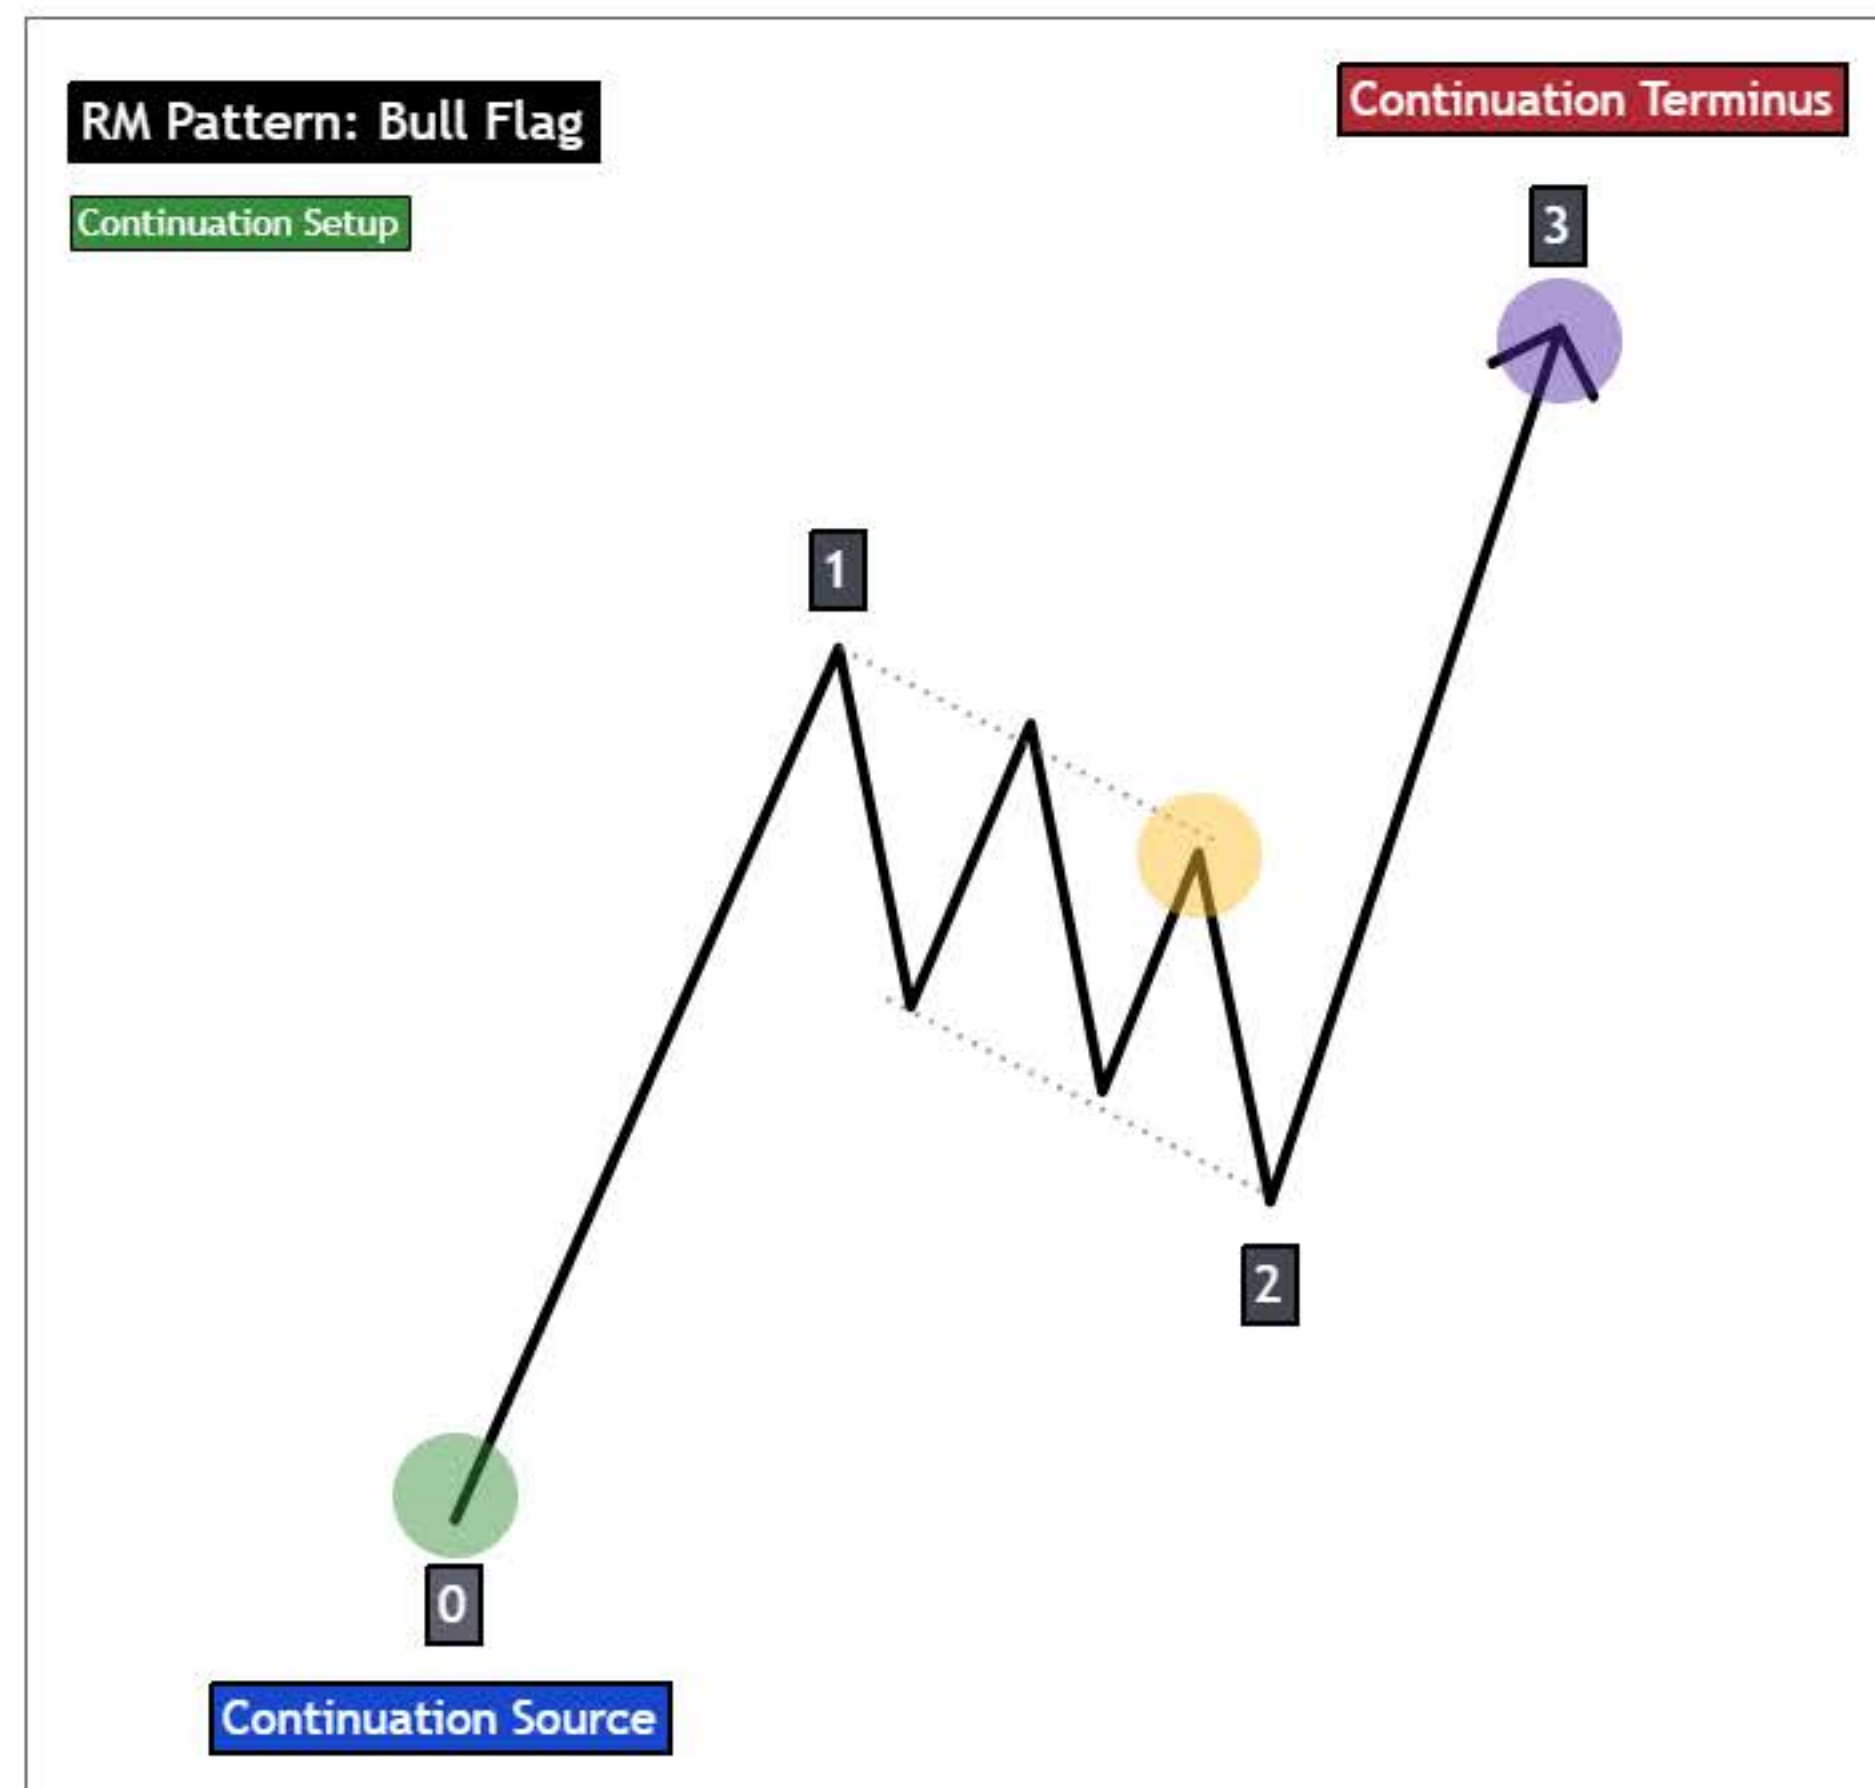 RM Pattern: Bull Flag
Continuation Terminus
Continuation Setup
3
1
2
0
Continuation Source